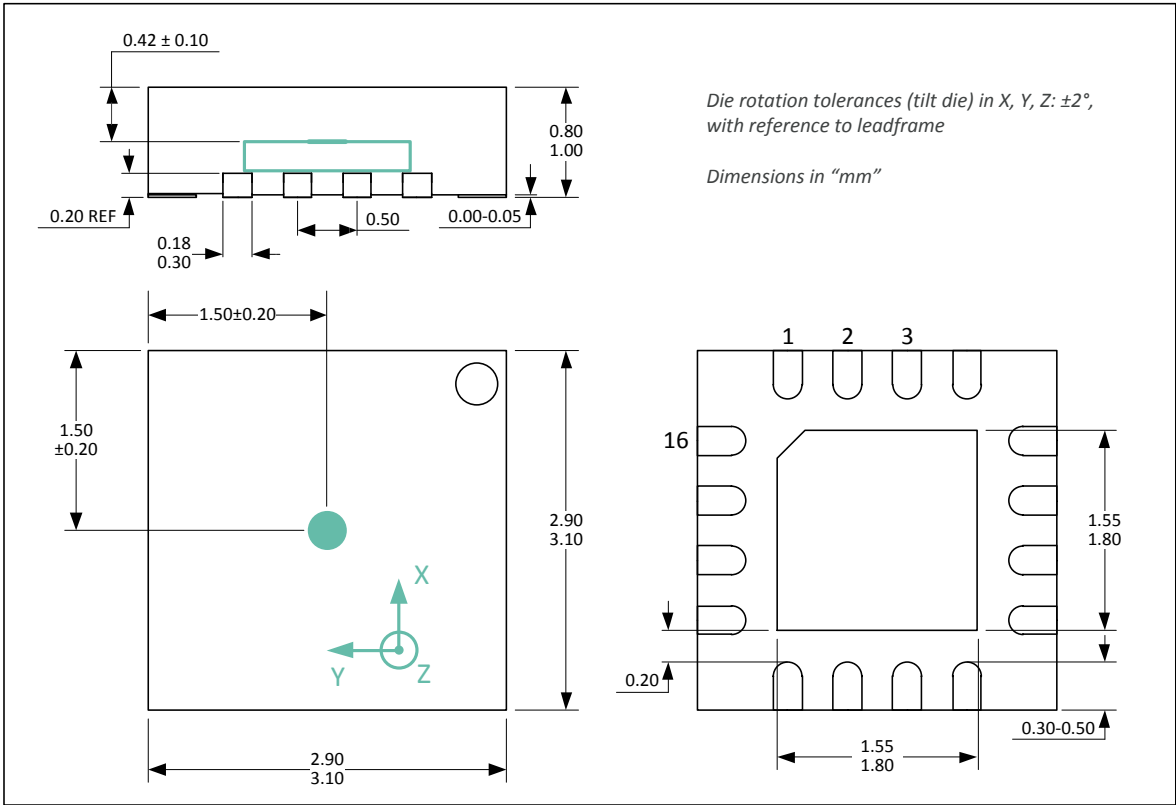 0.42 ± 0.10
Die rotation tolerances (tilt die) in X, Y, Z: ±2°,
with reference to leadframe
Dimensions in “mm”
0.80
1.00
0.20 REF
0.18
0.30
0.50
0.00-0.05
1.50±0.20
1.50
±0.20
2.90
3.10
X
Y
Z
2.90
3.10
1
2
3
16
1.55
1.80
0.20
0.30-0.50
1.55
1.80